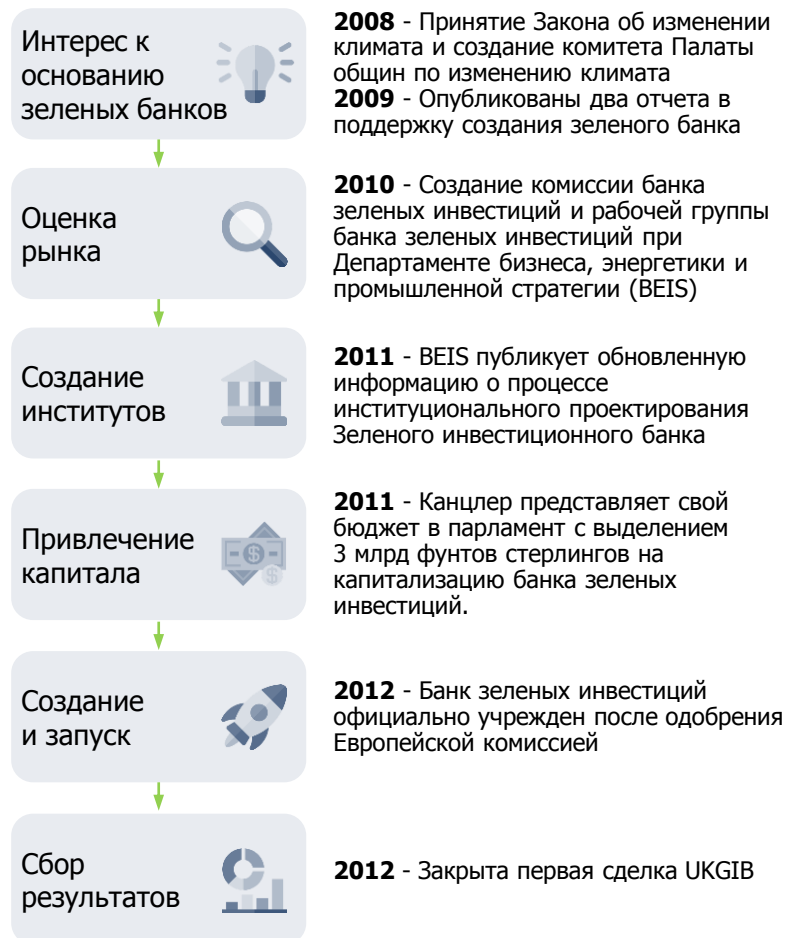 Интерес к
основанию
зеленых банков
2008 - Принятие Закона об изменении
климата и создание комитета Палаты
общин по изменению климата
2009 - Опубликованы два отчета в
поддержку создания зеленого банка
Оценка
рынка
2010 - Создание комиссии банка
зеленых инвестиций и рабочей группы
банка зеленых инвестиций при
Департаменте бизнеса, энергетики и
промышленной стратегии (BEIS)
Создание
институтов
2011 - BEIS публикует обновленную
информацию о процессе
институционального проектирования
Зеленого инвестиционного банка
Привлечение
капитала
2011 - Канцлер представляет свой
бюджет в парламент с выделением
3 млрд фунтов стерлингов на
капитализацию банка зеленых
инвестиций.
Создание
и запуск
2012 - Банк зеленых инвестиций
официально учрежден после одобрения
Европейской комиссией
Сбор
результатов
2012 - Закрыта первая сделка UKGIB